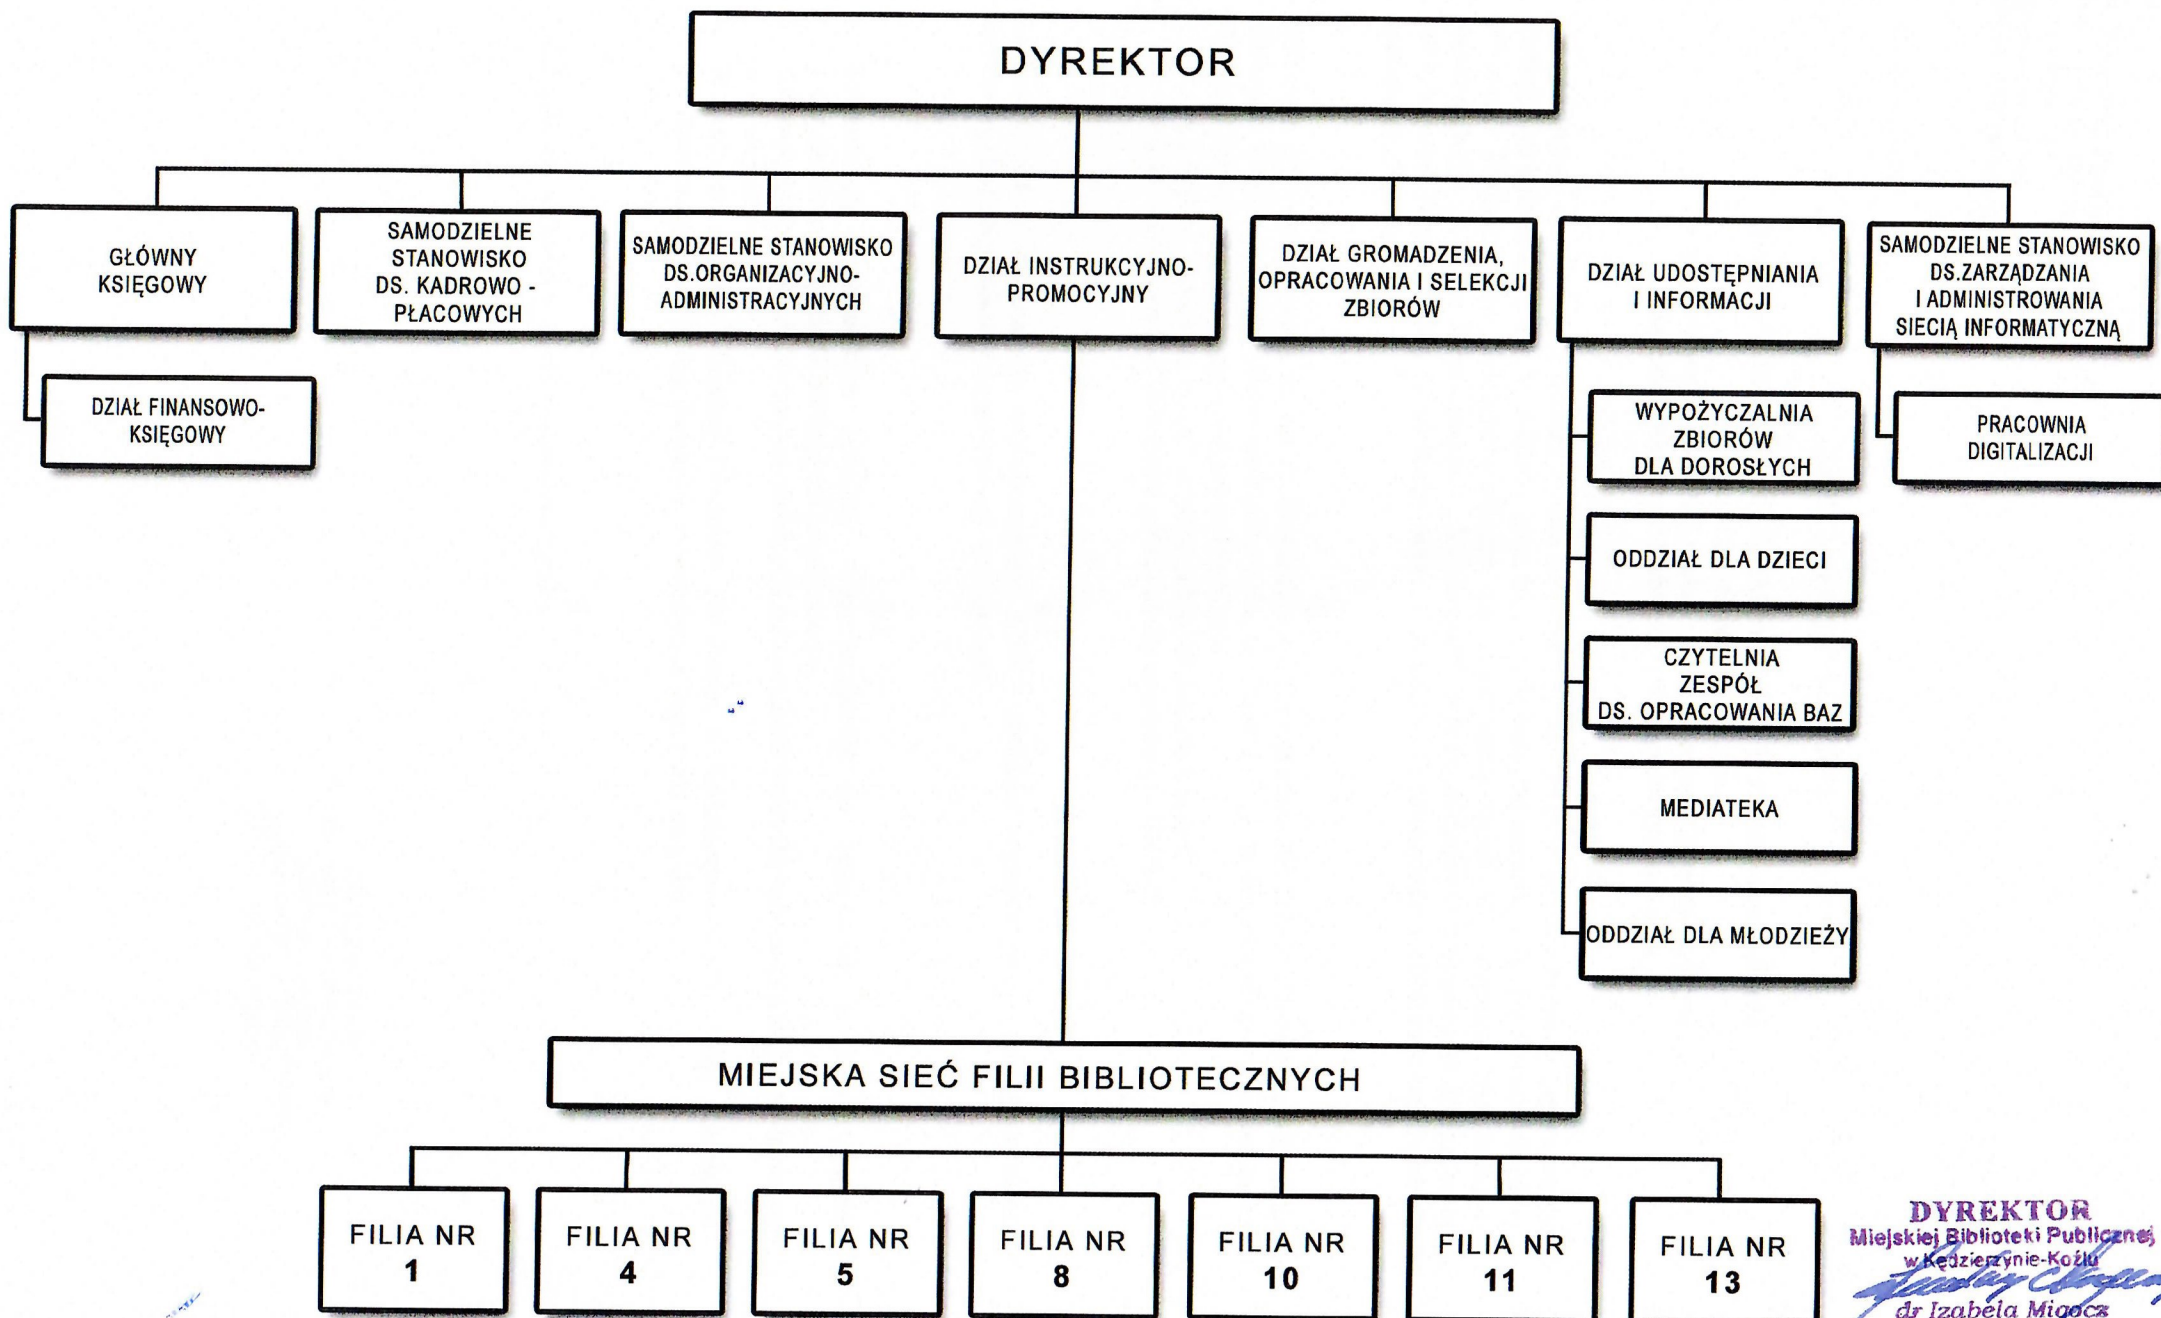 DYREKTOR
GŁÓWNY
KSIĘGOWY
SAMODZIELNE
STANOWISKO
DS. KADROWO -
PŁACOWYCH
SAMODZIELNE STANOWISKO
DS.ORGANIZACYJNO-
ADMINISTRACYJNYCH
DZIAŁ INSTRUKCYJNO-
PROMOCYJNY
DZIAŁ GROMADZENIA,
OPRACOWANIA I SELEKCJI
ZBIORÓW
DZIAŁ UDOSTĘPNIANIA
I INFORMACJI
SAMODZIELNE STANOWISKO
DS.ZARZĄDZANIA
I ADMINISTROWANIA
SIECIĄ INFORMATYCZNĄ
DZIAŁ FINANSOWO-
KSIĘGOWY
WYPOŻYCZALNIA
ZBIORÓW
DLA DOROSŁYCH
ODDZIAŁ DLA DZIECI
CZYTELNIA
ZESPÓŁ
DS. OPRACOWANIA BAZ
MEDIATEKA
ODDZIAŁ DLA MŁODZIEŻY
PRACOWNIA
DIGITALIZACJI
MIEJSKA SIEĆ FILII BIBLIOTECZNYCH
FILIA NR
1
FILIA NR
4
FILIA NR
5
FILIA NR
8
FILIA NR
10
FILIA NR
11
FILIA NR
13
DYREKTOR
Miejskiej Biblioteki Publicznej
w Kędzierzynie-Koźlu
dr Izabela Migocz